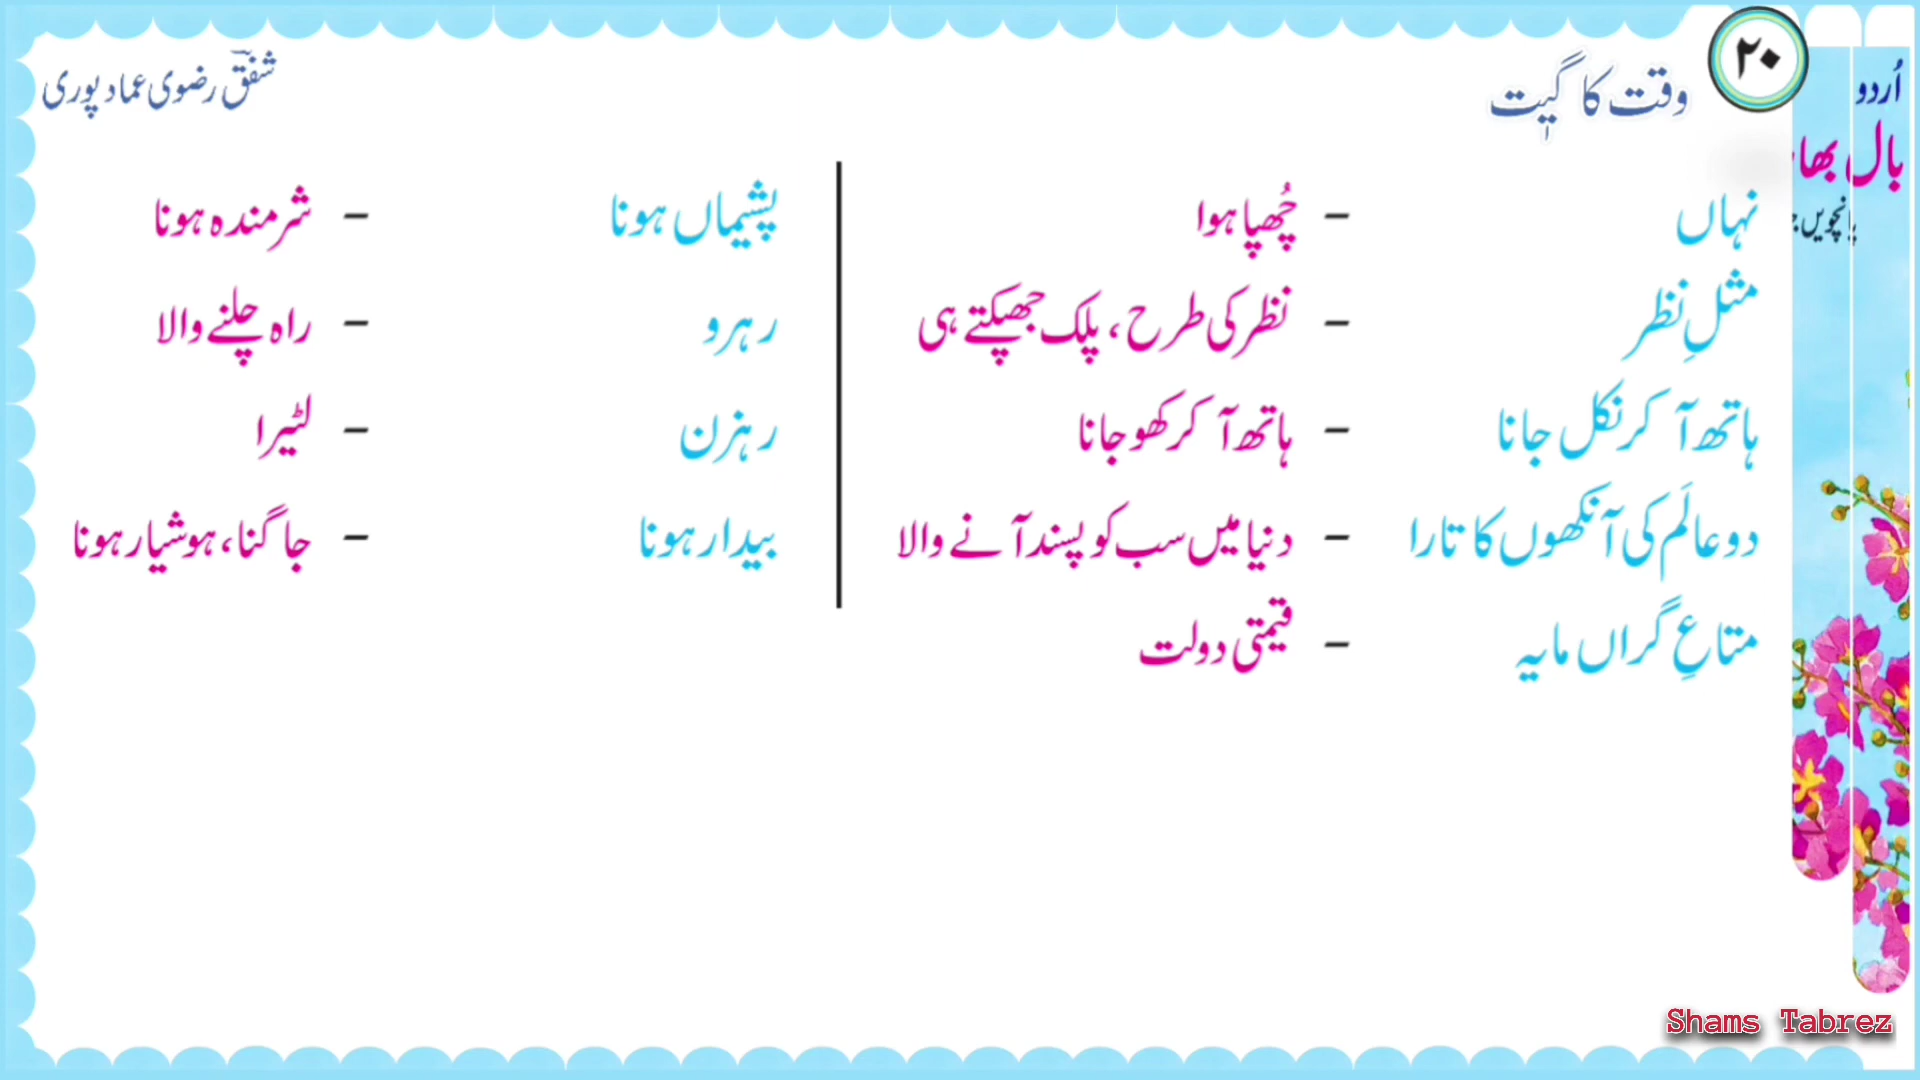 ۲۰
وقت کا گیت
شفق رضوی عماد پوری
نہاں - چُھپا ہوا
مثلِ نظر - نظر کی طرح، پلک جھپکتے ہی
ہاتھ آ کر نکل جانا - ہاتھ آ کر کھو جانا
دو عالَم کی آنکھوں کا تارا - دنیا میں سب کو پسند آنے والا
متاعِ گراں مایہ - قیمتی دولت
پشیماں ہونا - شرمندہ ہونا
رہرو - راہ چلنے والا
رہزن - لٹیرا
بیدار ہونا - جاگنا، ہوشیار ہونا
اُردو
بال بھا
پانچویں ج
Shams Tabrez